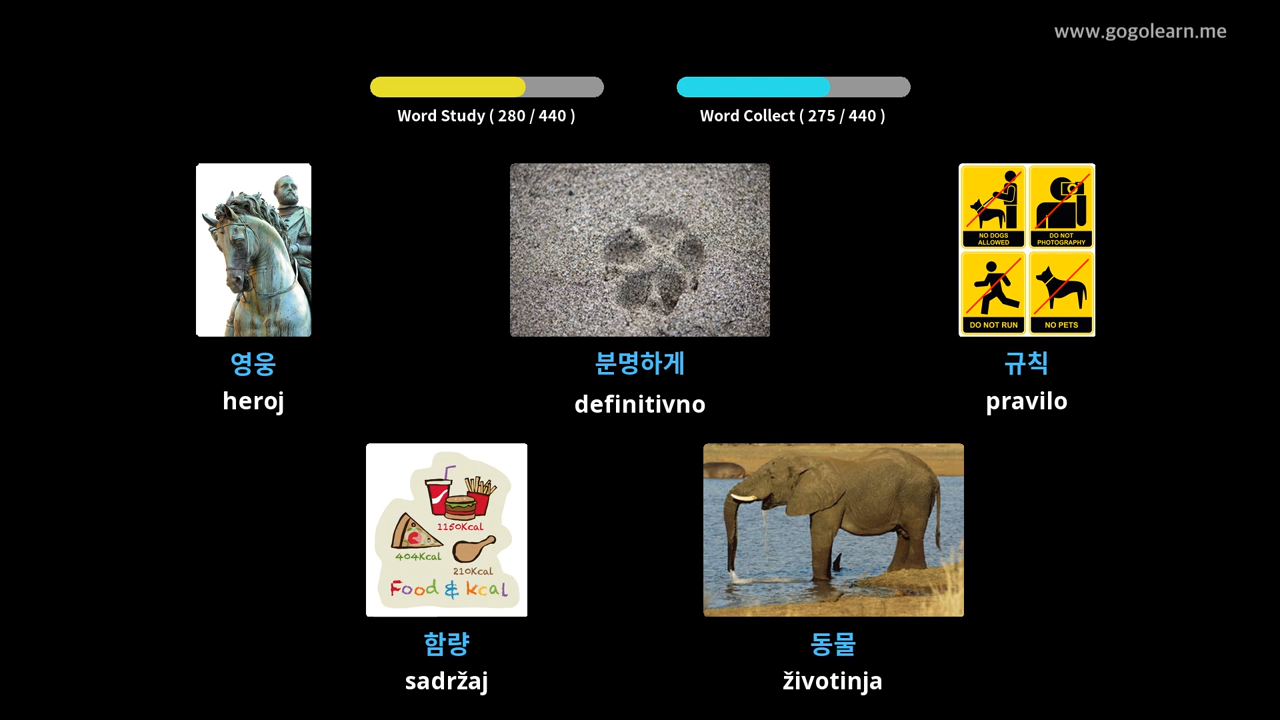 www.gogolearn.me
Word Study ( 280 / 440 )
Word Collect ( 275 / 440 )
NO DOGS
ALLOWED
DO NOT
PHOTOGRAPHY
DO NOT RUN
NO PETS
영웅
분명하게
규칙
heroj
definitivno
pravilo
1150Kcal
404Kcal
210Kcal
Food & kcal
함량
동물
sadržaj
životinja